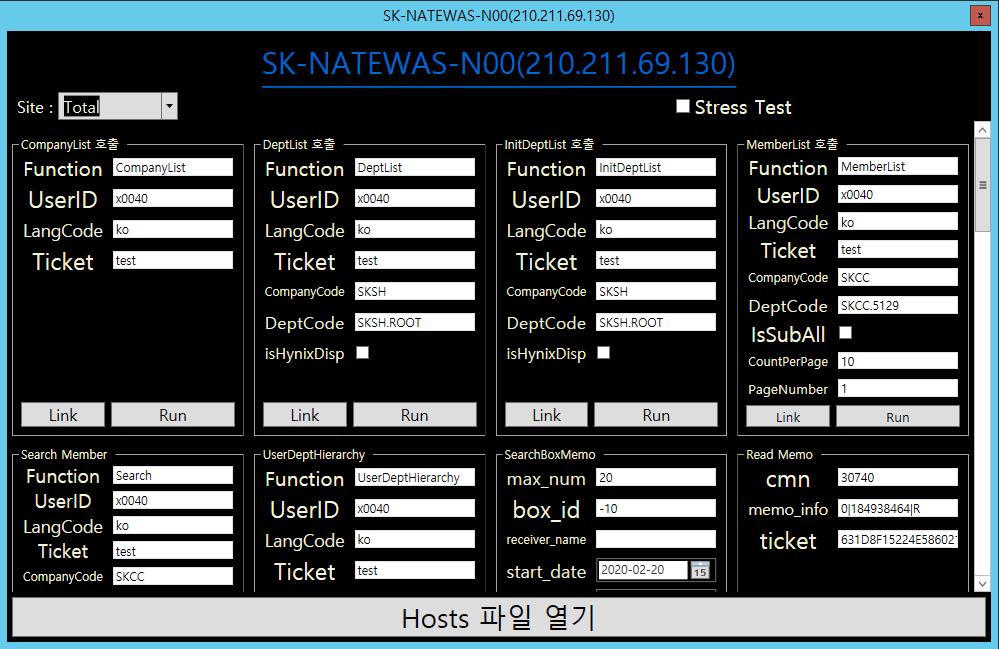 SK-NATEWAS-N00(210.211.69.130)
x
SK-NATEWAS-N00(210.211.69.130)
Site : Total
Stress Test
CompanyList 호출
Function CompanyList
UserID x0040
LangCode ko
Ticket test
Link Run
DeptList 호출
Function DeptList
UserID x0040
LangCode ko
Ticket test
CompanyCode SKSH
DeptCode SKSH.ROOT
isHynixDisp
Link Run
InitDeptList 호출
Function InitDeptList
UserID x0040
LangCode ko
Ticket test
CompanyCode SKSH
DeptCode SKSH.ROOT
isHynixDisp
Link Run
MemberList 호출
Function MemberList
UserID x0040
LangCode ko
Ticket test
CompanyCode SKCC
DeptCode SKCC.5129
IsSubAll
CountPerPage 10
PageNumber 1
Link Run
Search Member
Function Search
UserID x0040
LangCode ko
Ticket test
CompanyCode SKCC
UserDeptHierarchy
Function UserDeptHierarchy
UserID x0040
LangCode ko
Ticket test
SearchBoxMemo
max_num 20
box_id -10
receiver_name
start_date 2020-02-20 15
Read Memo
cmn 30740
memo_info 0|184938464|R
ticket 631D8F15224E58602
Hosts 파일 열기